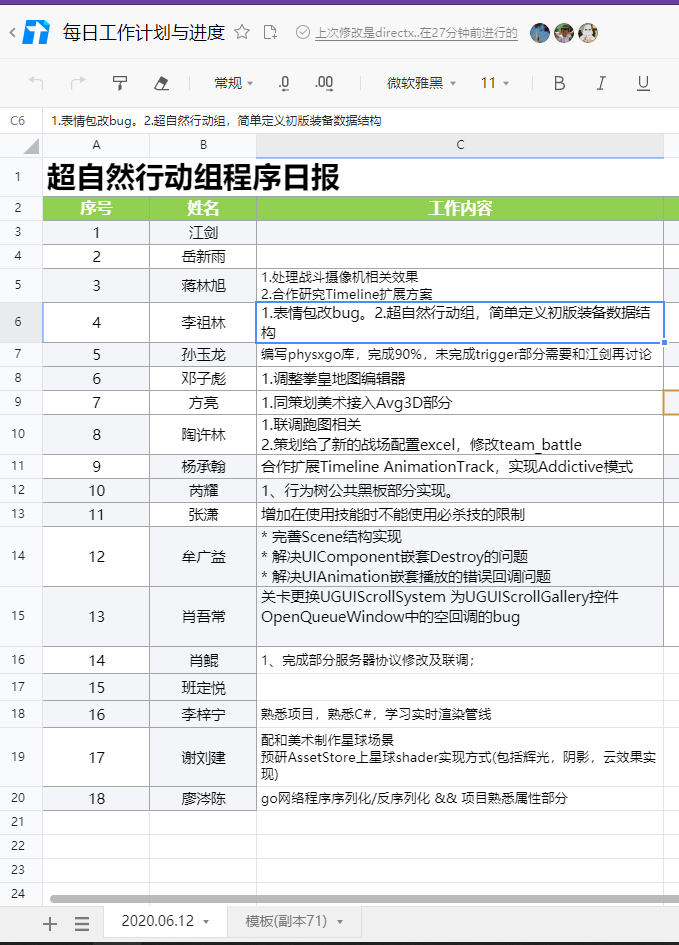 每日工作计划与进度
上次修改是directx..在27分钟前进行的
常规 .0 .00 微软雅黑 11 B I U
C6 1.表情包改bug。2.超自然行动组，简单定义初版装备数据结构
A B C
1 超自然行动组程序日报
2 序号 姓名 工作内容
3 1 江剑
4 2 岳新雨
5 3 蒋林旭 1.处理战斗摄像机相关效果
2.合作研究Timeline扩展方案
6 4 李祖林 1.表情包改bug。2.超自然行动组，简单定义初版装备数据结
构
7 5 孙玉龙 编写physxgo库，完成90%，未完成trigger部分需要和江剑再讨论
8 6 邓子彪 1.调整拳皇地图编辑器
9 7 方亮 1.同策划美术接入Avg3D部分
10 8 陶许林 1.联调跑图相关
2.策划给了新的战场配置excel，修改team_battle
11 9 杨承翰 合作扩展Timeline AnimationTrack，实现Addictive模式
12 10 芮耀 1、行为树公共黑板部分实现。
13 11 张潇 增加在使用技能时不能使用必杀技的限制
14 12 牟广益 * 完善Scene结构实现
* 解决UIComponent嵌套Destroy的问题
* 解决UIAnimation嵌套播放的错误回调问题
15 13 肖吾常 关卡更换UGUIScrollSystem 为UGUIScrollGallery控件
OpenQueueWindow中的空回调的bug
16 14 肖鲲 1、完成部分服务器协议修改及联调；
17 15 班定悦
18 16 李梓宁 熟悉项目，熟悉C#，学习实时渲染管线
19 17 谢刘建 配和美术制作星球场景
预研AssetStore上星球shader实现方式(包括辉光，阴影，云效果实
现)
20 18 廖涔陈 go网络程序序列化/反序列化 && 项目熟悉属性部分
21
22
23
24
2020.06.12 模板(副本71)